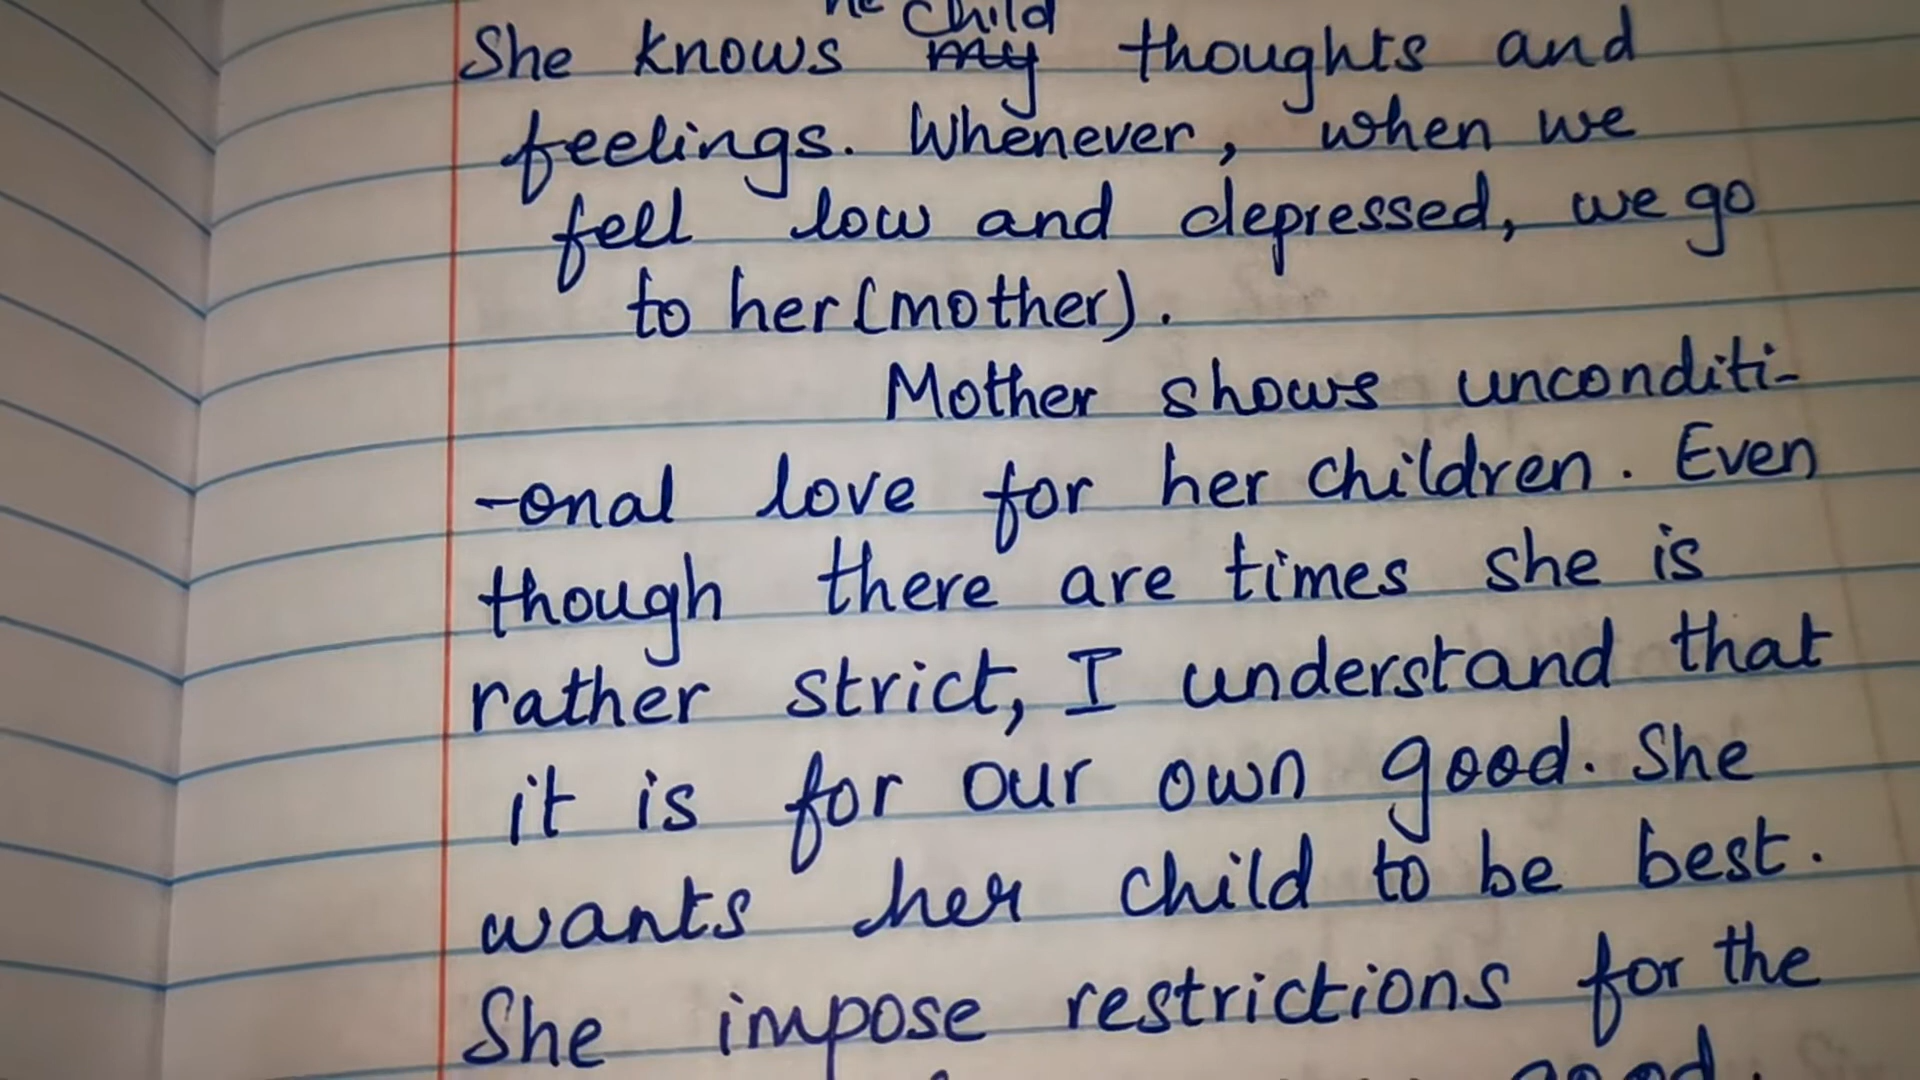 child
She knows my thoughts and
feelings. Whenever, when we
fell low and depressed, we go
to her (mother).
Mother shows unconditi-
-onal love for her children. Even
though there are times she is
rather strict, I understand that
it is for our own good. She
wants her child to be best.
She impose restrictions for the
good.